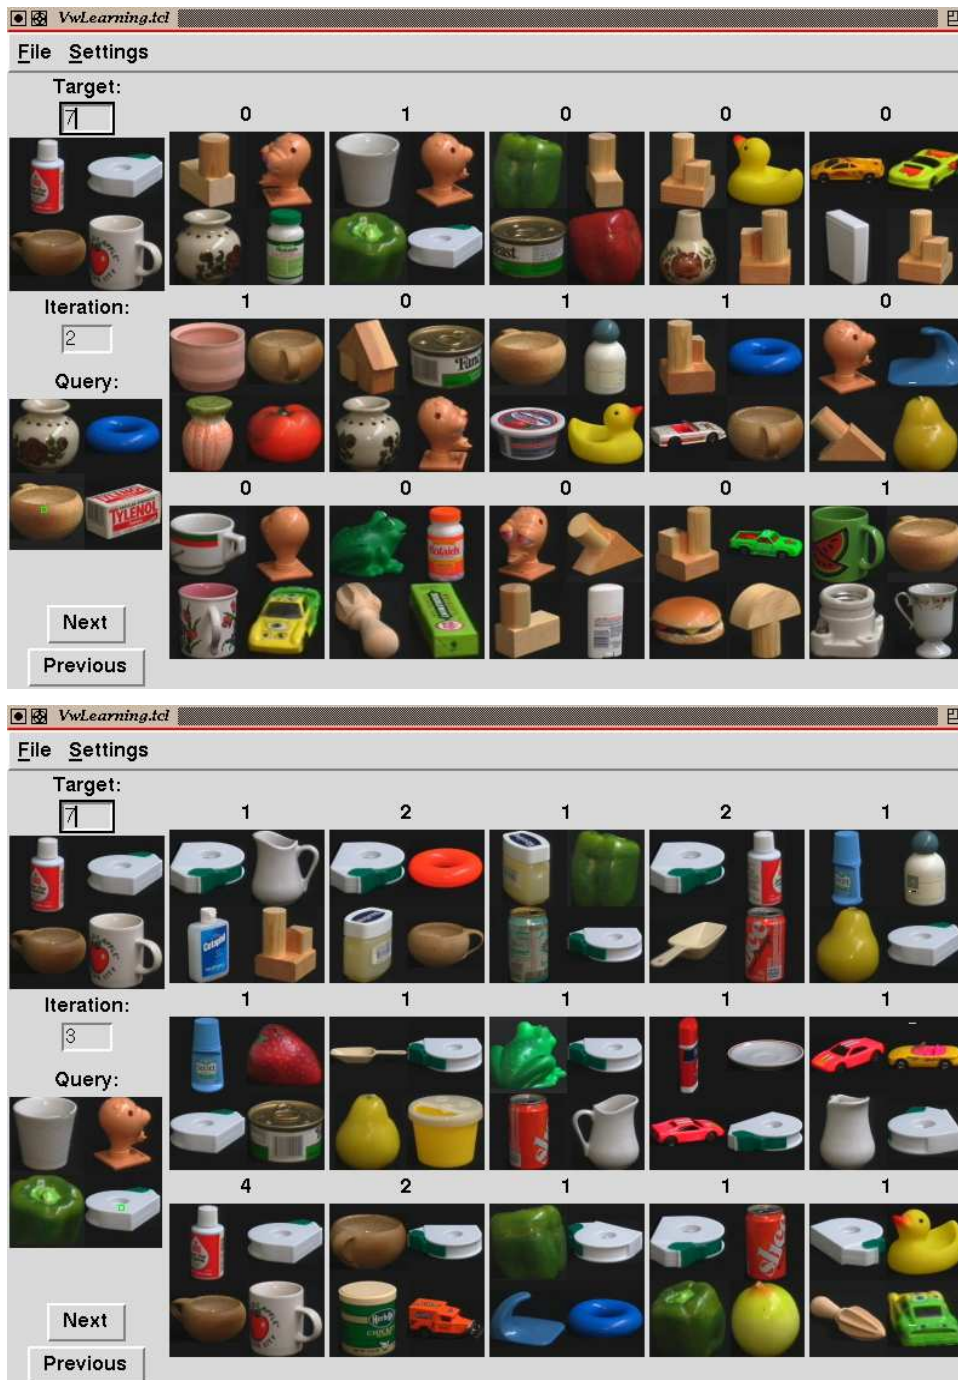 VwLearning.tcl
File Settings
Target:
7
0 1 0 0 0
Iteration:
2
1 0 1 1 0
Query:
TYLENOL
0 0 0 0 1
Next
Previous
VwLearning.tcl
File Settings
Target:
7
1 2 1 2 1
Iteration:
3
1 1 1 1 1
Query:
4 2 1 1 1
Next
Previous